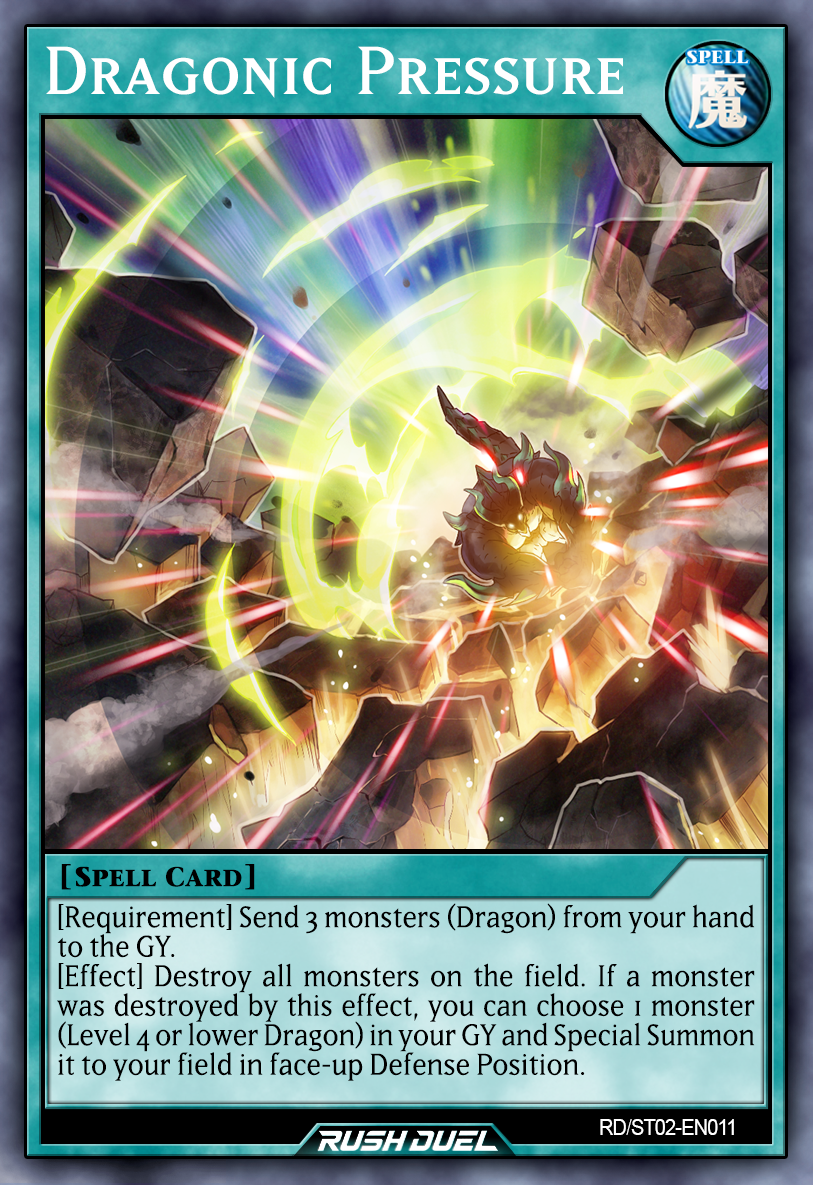 Dragonic Pressure
SPELL
魔
[Spell Card]
[Requirement] Send 3 monsters (Dragon) from your hand
to the GY.
[Effect] Destroy all monsters on the field. If a monster
was destroyed by this effect, you can choose 1 monster
(Level 4 or lower Dragon) in your GY and Special Summon
it to your field in face-up Defense Position.
RD/ST02-EN011
RUSH DUEL